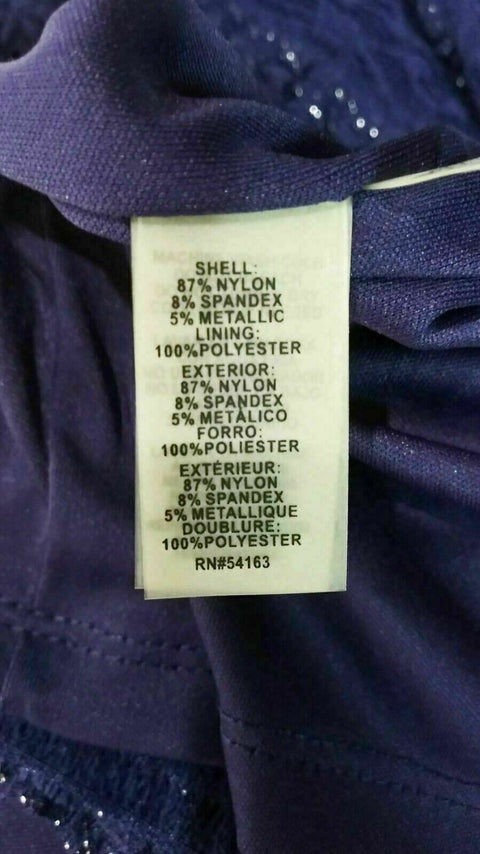 SHELL:
87% NYLON
8% SPANDEX
5% METALLIC
LINING:
100%POLYESTER
EXTERIOR:
87% NYLON
8% SPANDEX
5% METÁLICO
FORRO:
100%POLIESTER
EXTÉRIEUR:
87% NYLON
8% SPANDEX
5% METALLIQUE
DOUBLURE:
100%POLYESTER
RN#54163